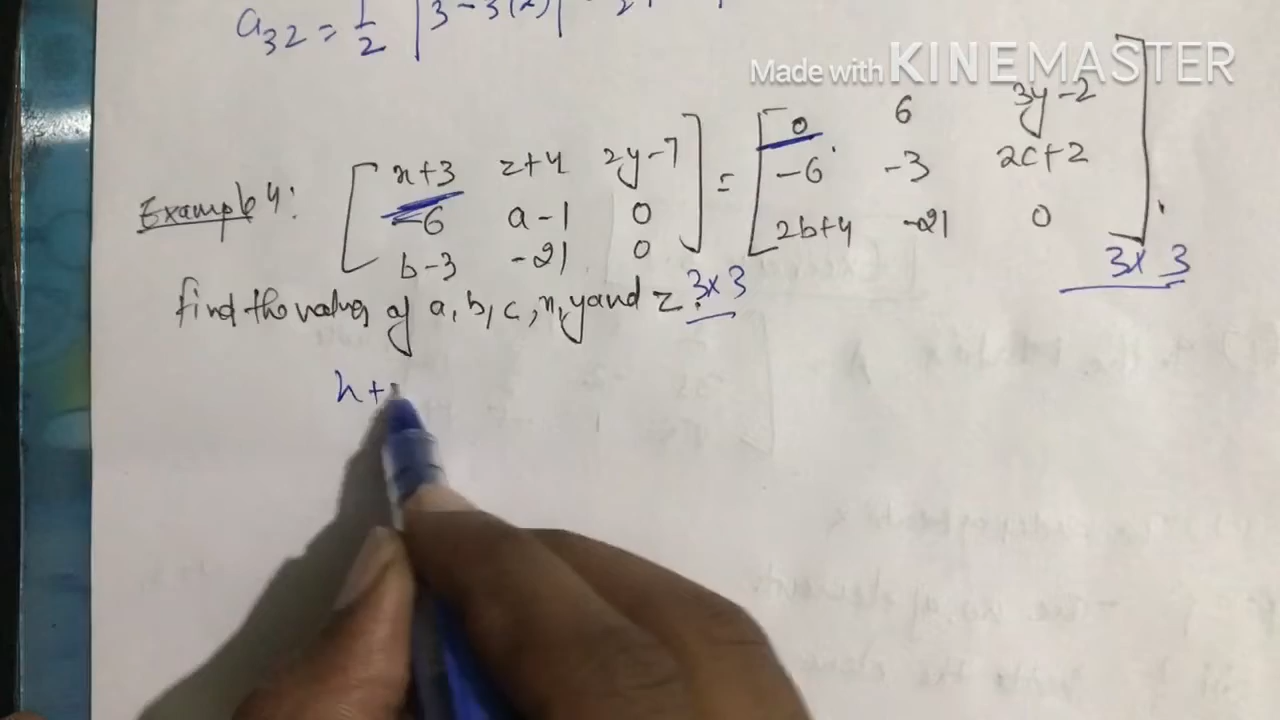 a32 = 1/2 |3-3(2)|
Made with KINEMASTER
Example 4: [x+3 z+4 2y-7] = [0 6 3y-2]
-6 a-1 0 -6 -3 2c+2
b-3 -21 0 2b+4 -21 0
3x3 3x3
find the values of a, b, c, x, y and z.
x+